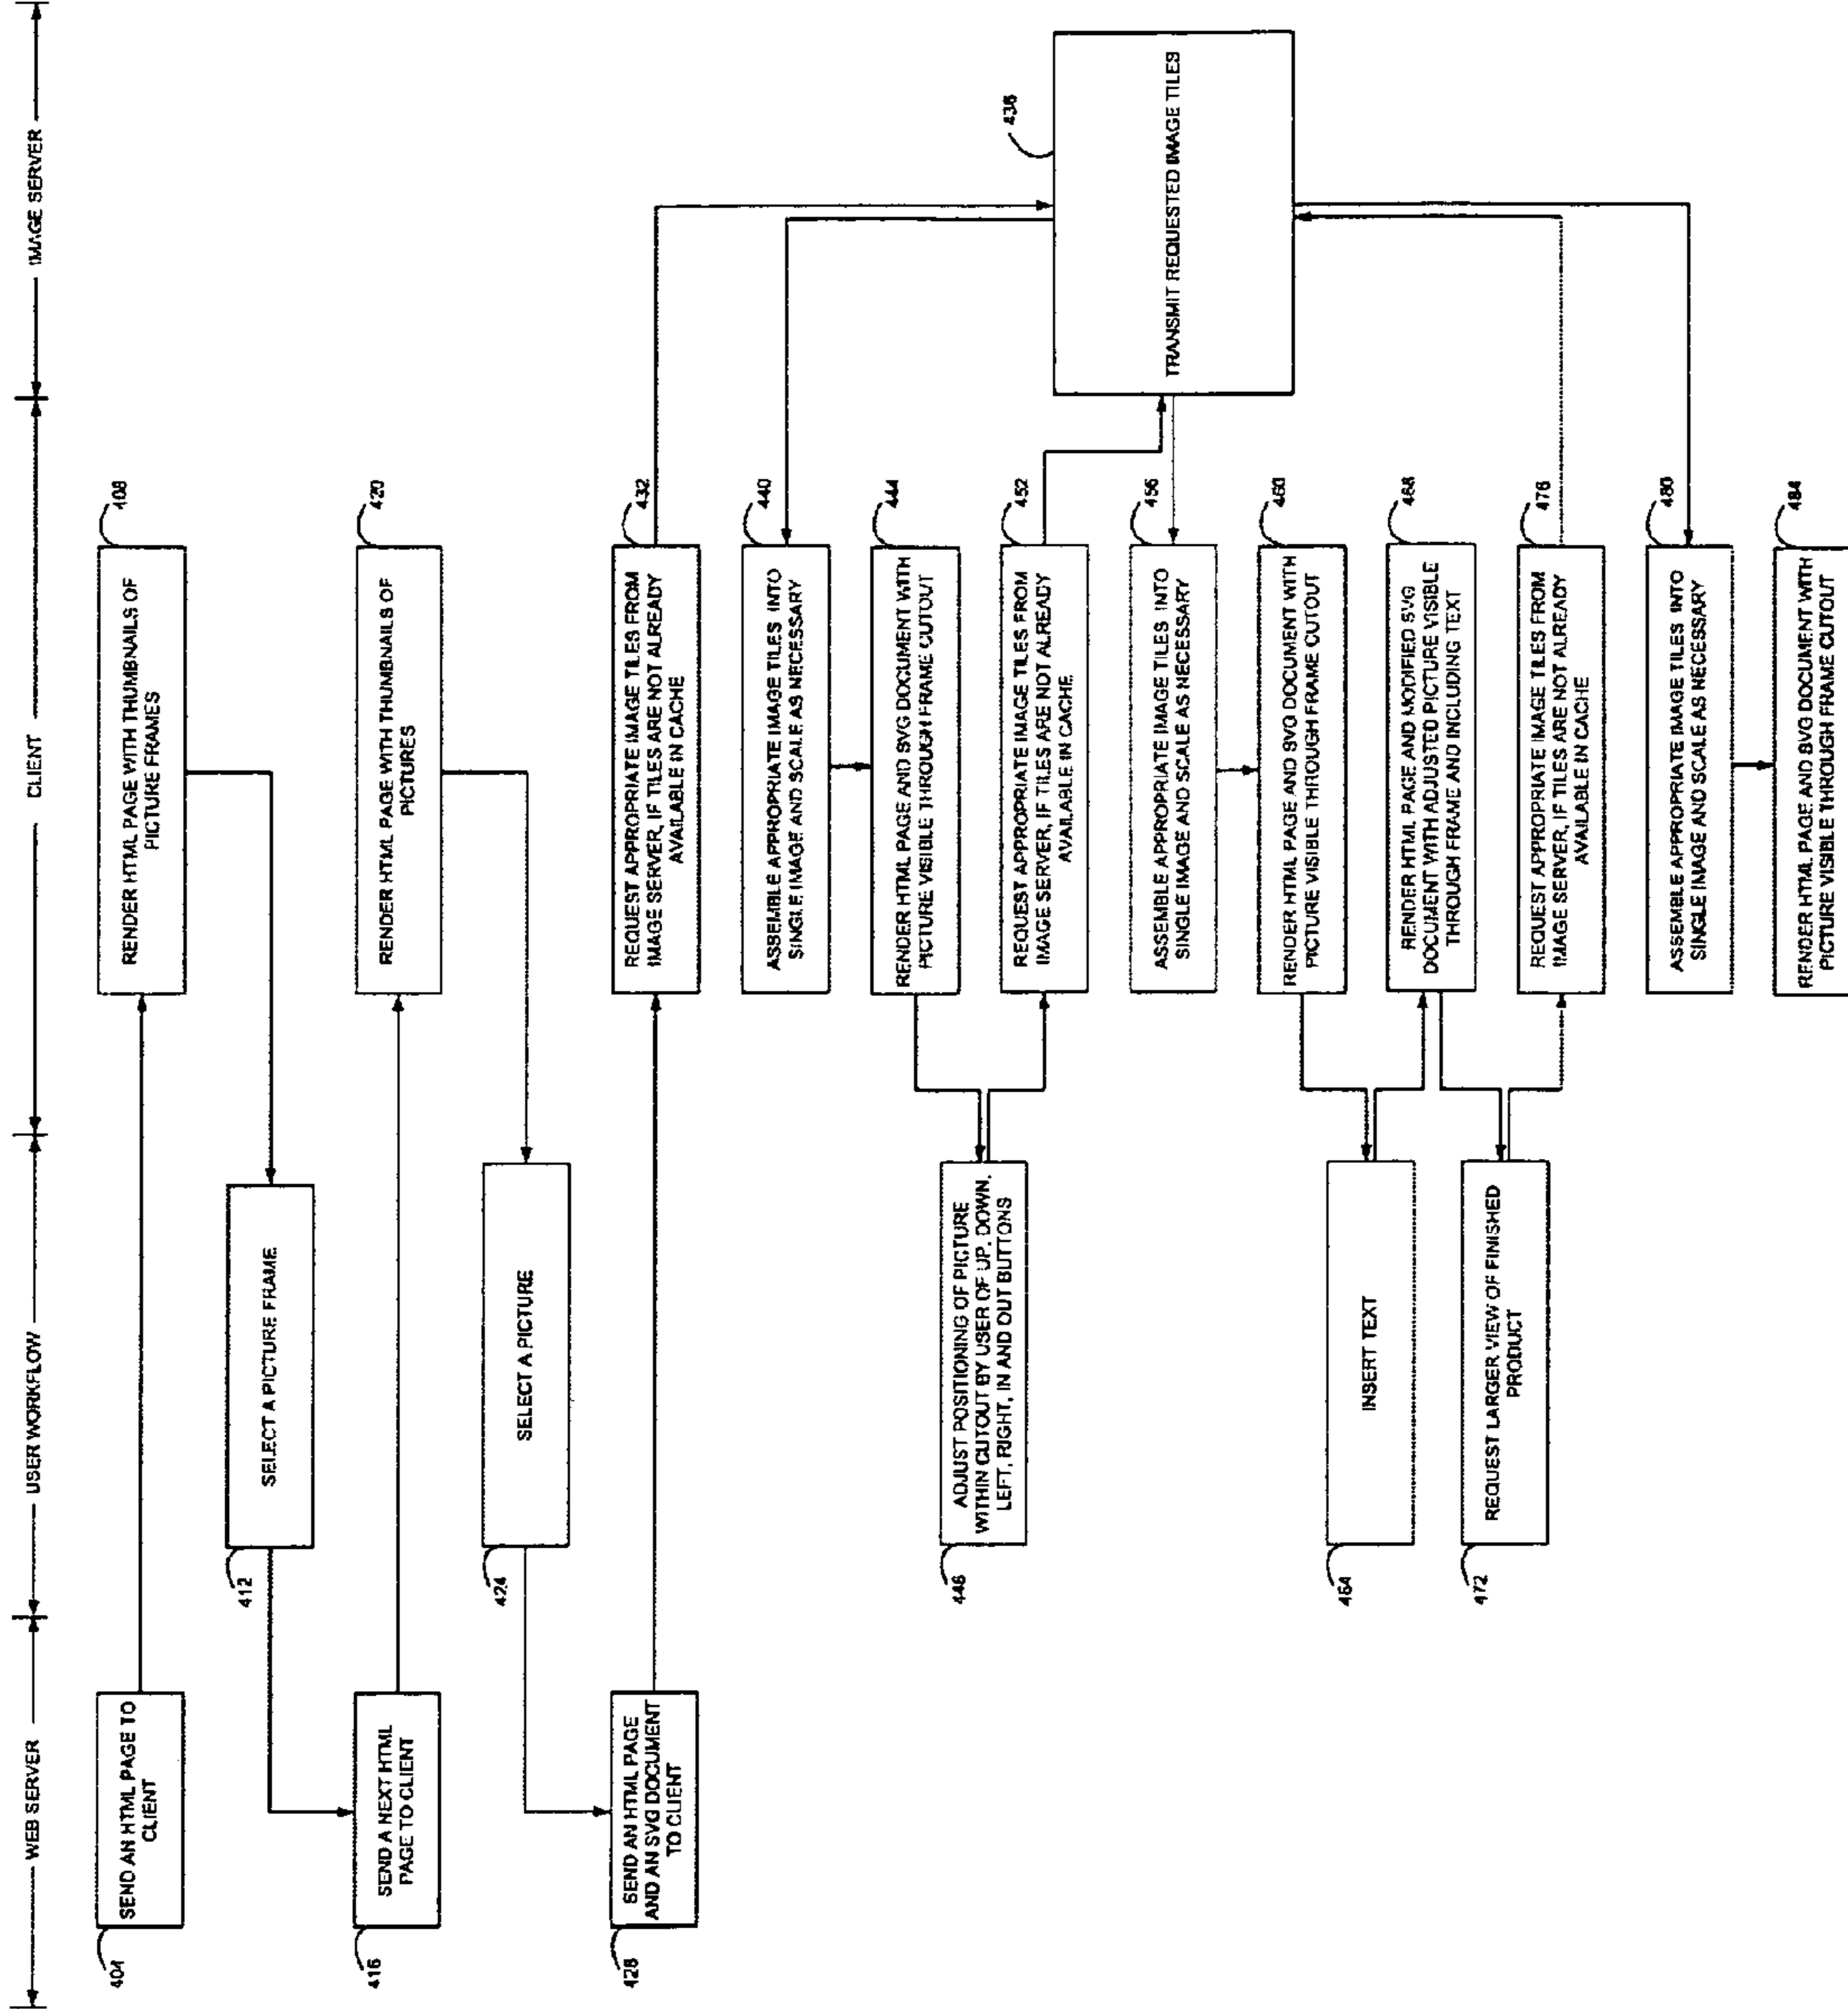 WEB SERVER
USER WORKFLOW
CLIENT
IMAGE SERVER
404
SEND AN HTML PAGE TO
CLIENT
408
RENDER HTML PAGE WITH THUMBNAILS OF
PICTURE FRAMES
412
SELECT A PICTURE FRAME
416
SEND A NEXT HTML
PAGE TO CLIENT
420
RENDER HTML PAGE WITH THUMBNAILS OF
PICTURES
424
SELECT A PICTURE
428
SEND AN HTML PAGE
AND AN SVG DOCUMENT
TO CLIENT
432
REQUEST APPROPRIATE IMAGE TILES FROM
IMAGE SERVER, IF TILES ARE NOT ALREADY
AVAILABLE IN CACHE
436
TRANSMIT REQUESTED IMAGE TILES
440
ASSEMBLE APPROPRIATE IMAGE TILES INTO
SINGLE IMAGE AND SCALE AS NECESSARY
444
RENDER HTML PAGE AND SVG DOCUMENT WITH
PICTURE VISIBLE THROUGH FRAME CUTOUT
448
ADJUST POSITIONING OF PICTURE
WITHIN CUTOUT BY USER OF UP, DOWN,
LEFT, RIGHT, IN AND OUT BUTTONS
452
REQUEST APPROPRIATE IMAGE TILES FROM
IMAGE SERVER, IF TILES ARE NOT ALREADY
AVAILABLE IN CACHE
456
ASSEMBLE APPROPRIATE IMAGE TILES INTO
SINGLE IMAGE AND SCALE AS NECESSARY
460
RENDER HTML PAGE AND SVG DOCUMENT WITH
PICTURE VISIBLE THROUGH FRAME CUTOUT
464
INSERT TEXT
468
RENDER HTML PAGE AND MODIFIED SVG
DOCUMENT WITH ADJUSTED PICTURE VISIBLE
THROUGH FRAME AND INCLUDING TEXT
472
REQUEST LARGER VIEW OF FINISHED
PRODUCT
476
REQUEST APPROPRIATE IMAGE TILES FROM
IMAGE SERVER, IF TILES ARE NOT ALREADY
AVAILABLE IN CACHE
480
ASSEMBLE APPROPRIATE IMAGE TILES INTO
SINGLE IMAGE AND SCALE AS NECESSARY
484
RENDER HTML PAGE AND SVG DOCUMENT WITH
PICTURE VISIBLE THROUGH FRAME CUTOUT